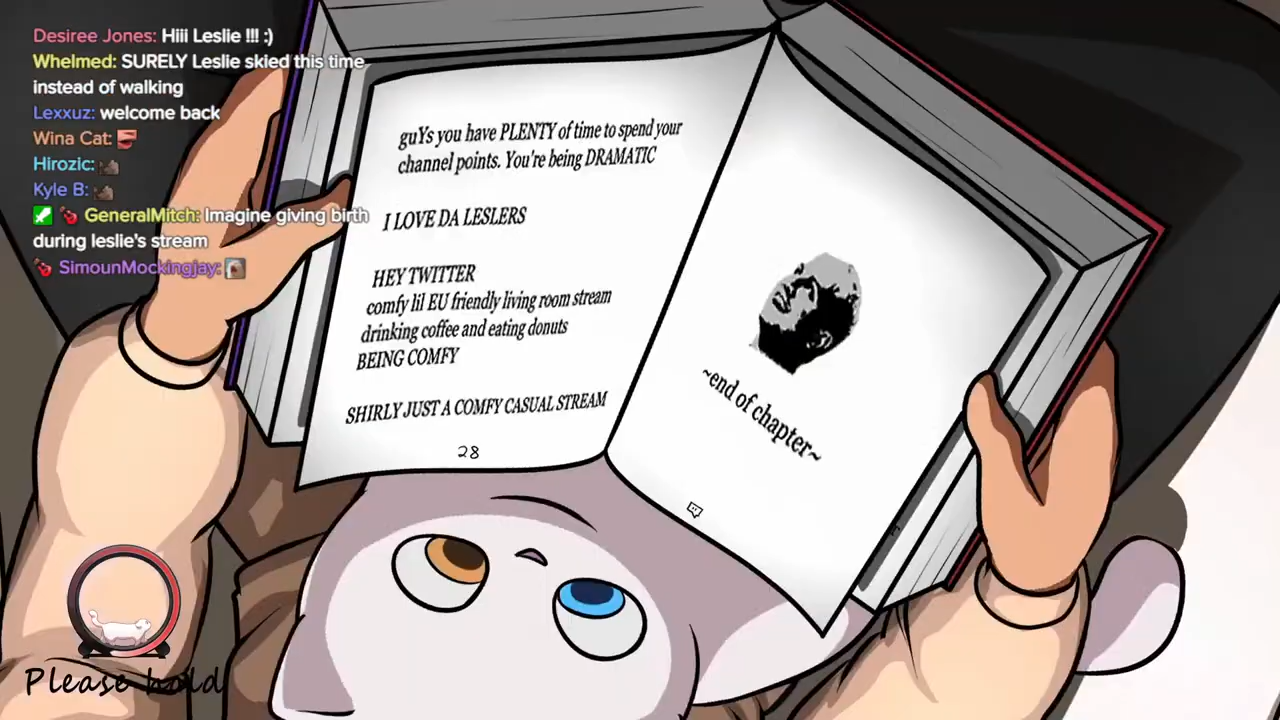 Desiree Jones: Hiii Leslie !!! :)
Whelmed: SURELY Leslie skied this time
instead of walking
Lexxuz: welcome back
Wina Cat:
Hirozic:
Kyle B:
GeneralMitch: Imagine giving birth
during leslie's stream
SimounMockingjay:
guYs you have PLENTY of time to spend your
channel points. You're being DRAMATIC
I LOVE DA LESLERS
HEY TWITTER
comfy lil EU friendly living room stream
drinking coffee and eating donuts
BEING COMFY
SHIRLY JUST A COMFY CASUAL STREAM
28
~end of chapter~
Please hold